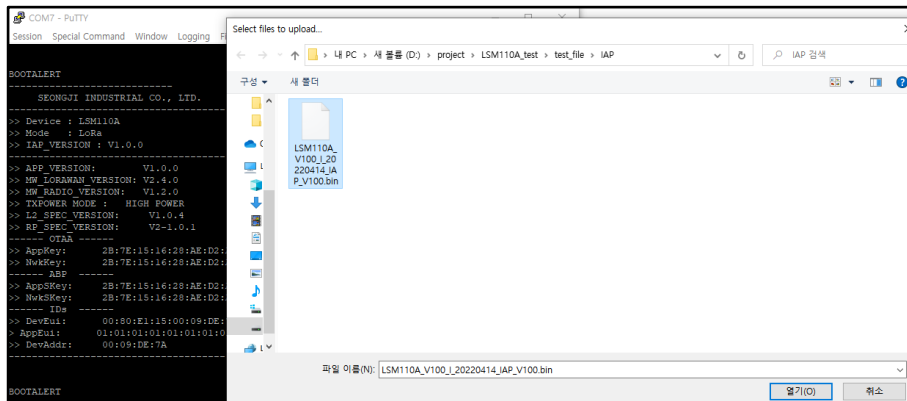 COM7 - PuTTY
Session Special Command Window Logging
BOOTALERT
-----------------------------
SEONGJI INDUSTRIAL CO., LTD.
>> Device : LSM110A
>> Mode : LoRa
>> IAP_VERSION : V1.0.0
>> APP_VERSION: V1.0.0
>> MW_LORAWAN_VERSION: V2.4.0
>> MW_RADIO_VERSION: V1.2.0
>> TXPOWER MODE : HIGH POWER
>> L2_SPEC_VERSION: V1.0.4
>> RP_SPEC_VERSION: V2-1.0.1
------ OTAA ------
>> AppKey: 2B:7E:15:16:28:AE:D2:
>> NwkKey: 2B:7E:15:16:28:AE:D2:
------ ABP ------
>> AppSKey: 2B:7E:15:16:28:AE:D2:
>> NwkSKey: 2B:7E:15:16:28:AE:D2:
------ IDs ------
>> DevEui: 00:80:E1:15:00:09:DE:
> AppEui: 01:01:01:01:01:01:01:0
>> DevAddr: 00:09:DE:7A
BOOTALERT
Select files to upload...
내 PC > 새 볼륨 (D:) > project > LSM110A_test > test_file > IAP
IAP 검색
구성
새 폴더
LSM110A_
V100_I_20
220414_IA
P_V100.bin
파일 이름(N): LSM110A_V100_I_20220414_IAP_V100.bin
열기(O)
취소